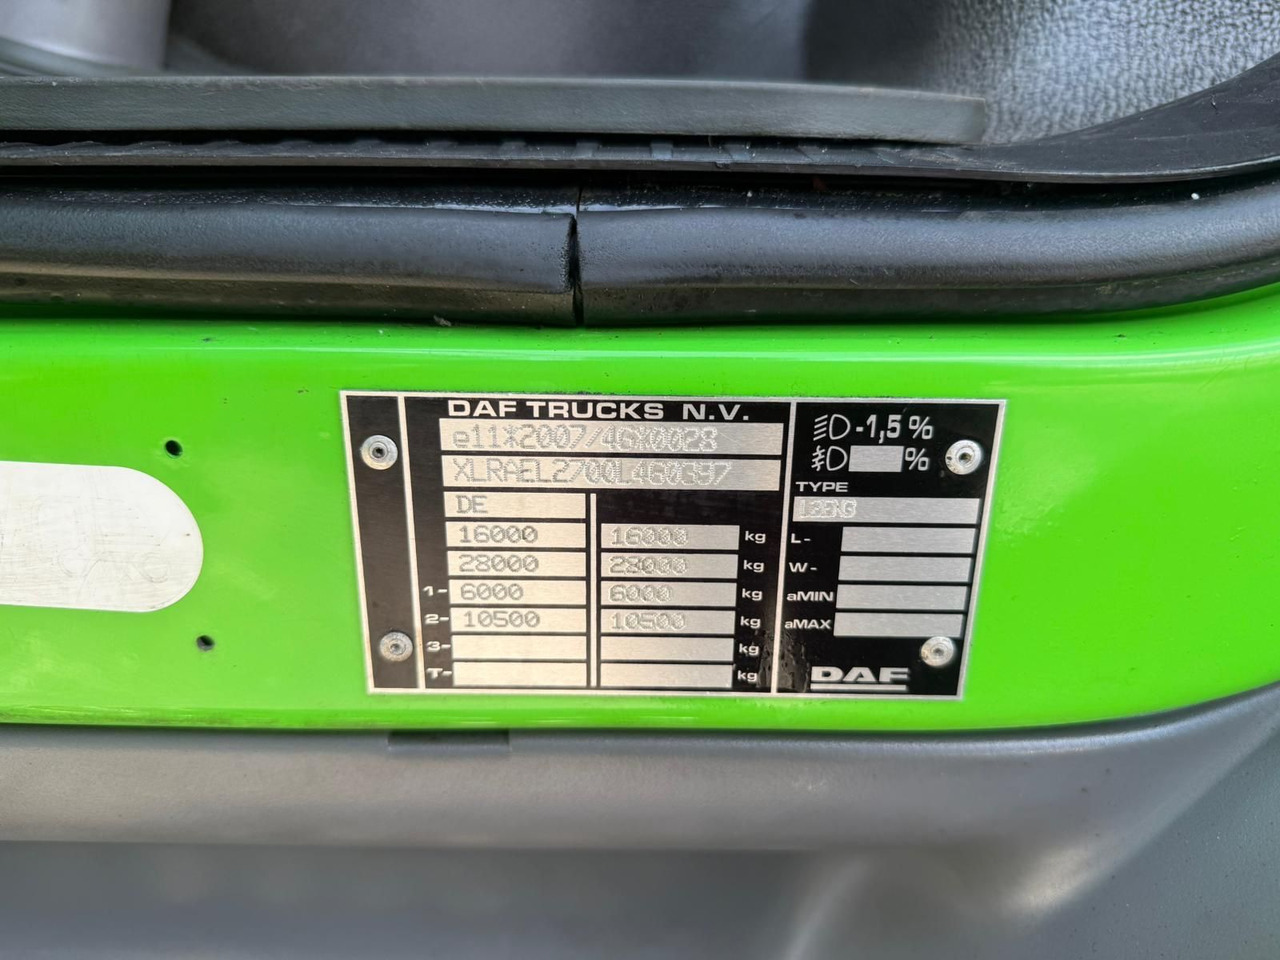 DAF TRUCKS N.V.
e11*2007/46*0028
XLRAEL2700L460397
DE
16000 16000 kg
28000 28000 kg
1- 6000 6000 kg
2- 10500 10500 kg
3- kg
T- kg
-1,5 %
%
TYPE
L-
W-
aMIN
aMAX
DAF